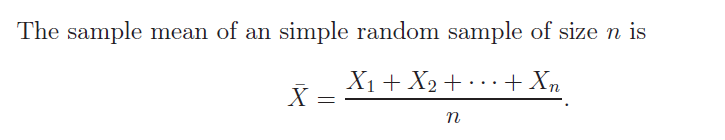 The sample mean of an simple random sample of size n is
X̄ = (X₁ + X₂ + · · · + Xₙ) / n.